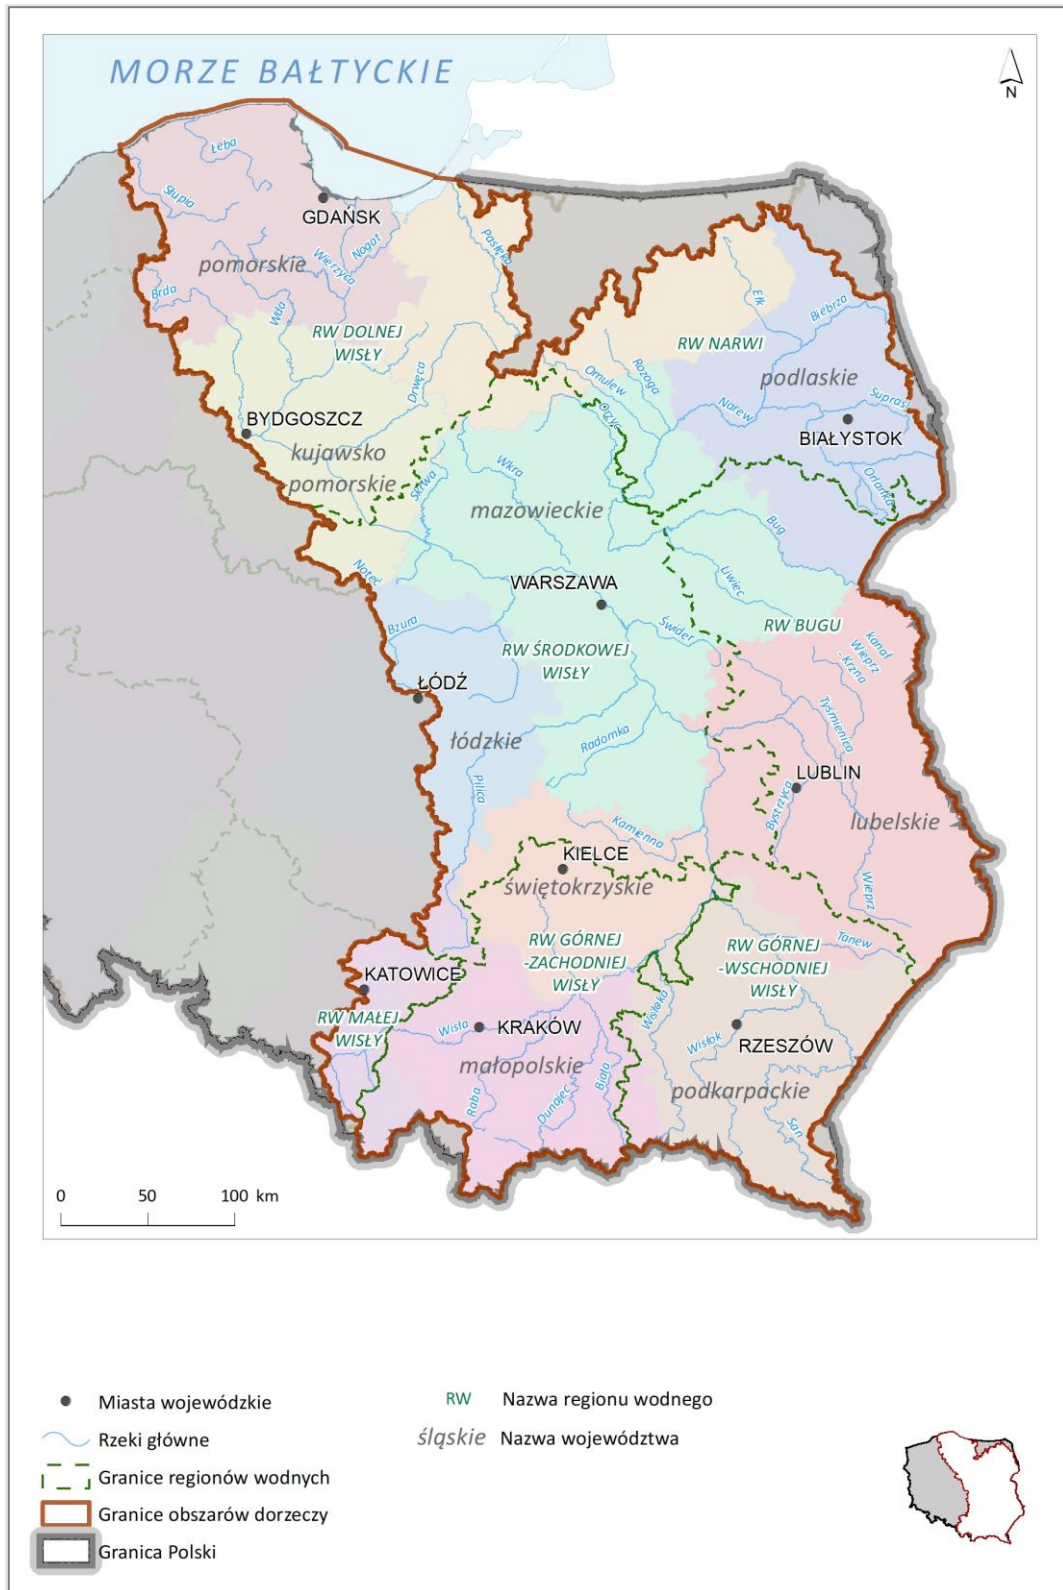 MORZE BAŁTYCKIE
N
Łeba
Słupia
GDAŃSK
Nogat
Wierzyca
pomorskie
Pasłęka
Brda
Wda
RW DOLNEJ
WISŁY
Ełk
Biebrza
RW NARWI
Drwęca
Omulew
Rozoga
podlaskie
Orzyc
Narew
Supraśl
BYDGOSZCZ
BIAŁYSTOK
kujawsko
pomorskie
Skrwa
Wkra
Orlanka
mazowieckie
Bug
Noteć
WARSZAWA
Liwiec
Bzura
Świder
RW BUGU
RW ŚRODKOWEJ
WISŁY
kanał
Wieprz
- Krzna
ŁÓDŹ
łódzkie
Radomka
Tyśmienica
Pilica
LUBLIN
Bystrzyca
lubelskie
Kamienna
KIELCE
świętokrzyskie
Wieprz
RW GÓRNEJ
-ZACHODNIEJ
WISŁY
RW GÓRNEJ
-WSCHODNIEJ
WISŁY
Tanew
KATOWICE
RW MAŁEJ
WISŁY
Wisła
KRAKÓW
Wisłoka
Wisłok
RZESZÓW
małopolskie
Raba
Dunajec
Biała
podkarpackie
San
0 50 100 km
Miasta wojewódzkie
Rzeki główne
Granice regionów wodnych
Granice obszarów dorzeczy
Granica Polski
RW Nazwa regionu wodnego
śląskie Nazwa województwa